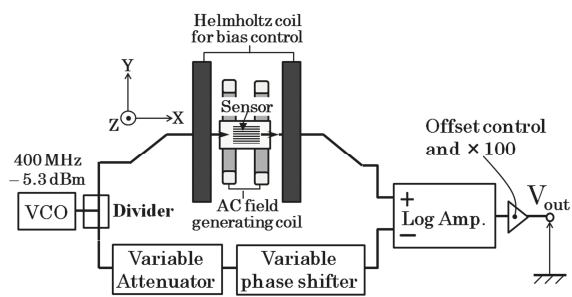 Helmholtz coil
for bias control
Y
Z
X
Sensor
400 MHz
−5.3 dBm
VCO
Divider
AC field
generating coil
Offset control
and ×100
+
−
Log Amp.
Vout
Variable
Attenuator
Variable
phase shifter